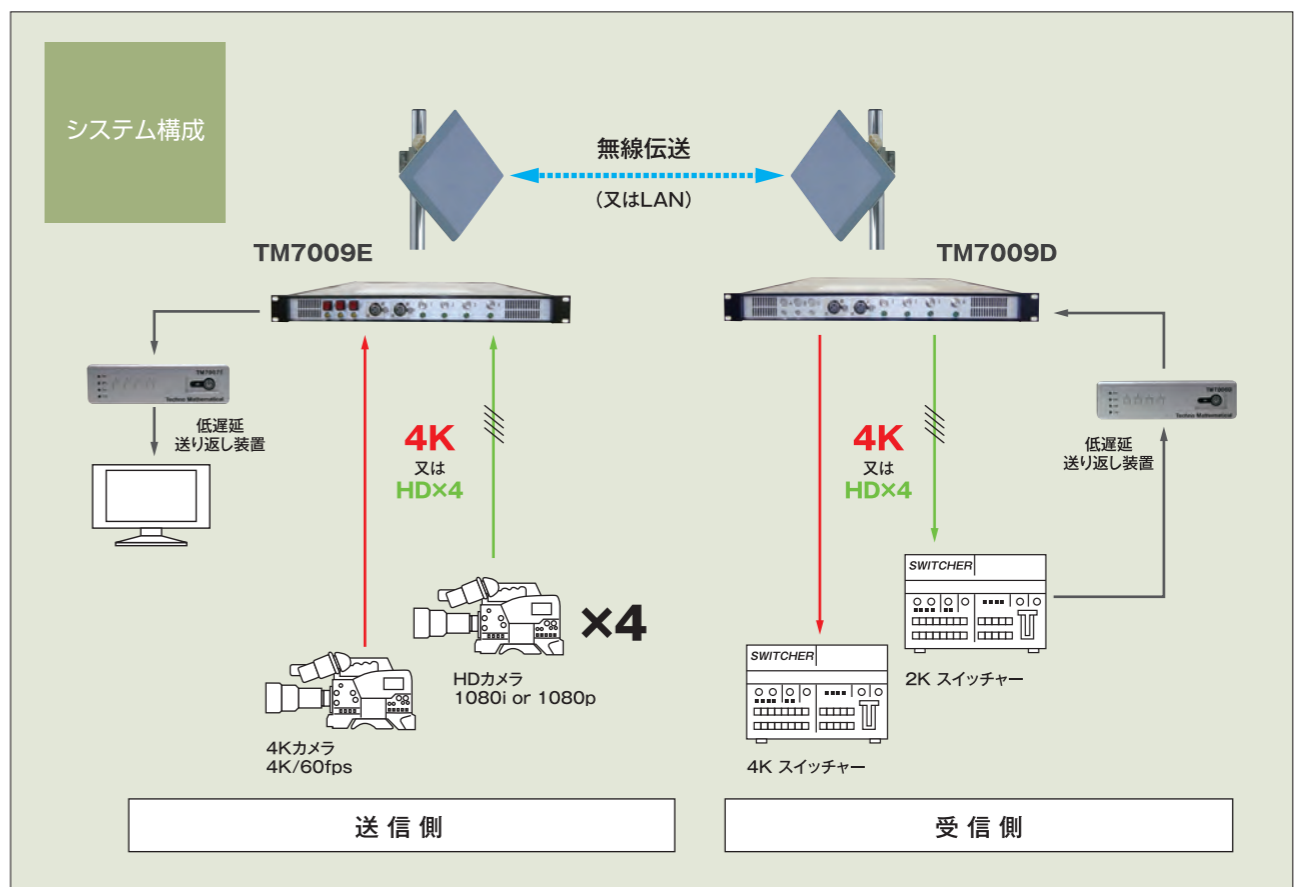 システム構成
無線伝送
(又はLAN)
TM7009E
TM7009D
Techno Mathematical
低遅延
送り返し装置
4K
又は
HD×4
4K
又は
HD×4
Techno Mathematical
低遅延
送り返し装置
×4
HDカメラ
1080i or 1080p
4Kカメラ
4K/60fps
SWITCHER
2K スイッチャー
SWITCHER
4K スイッチャー
送信側
受信側